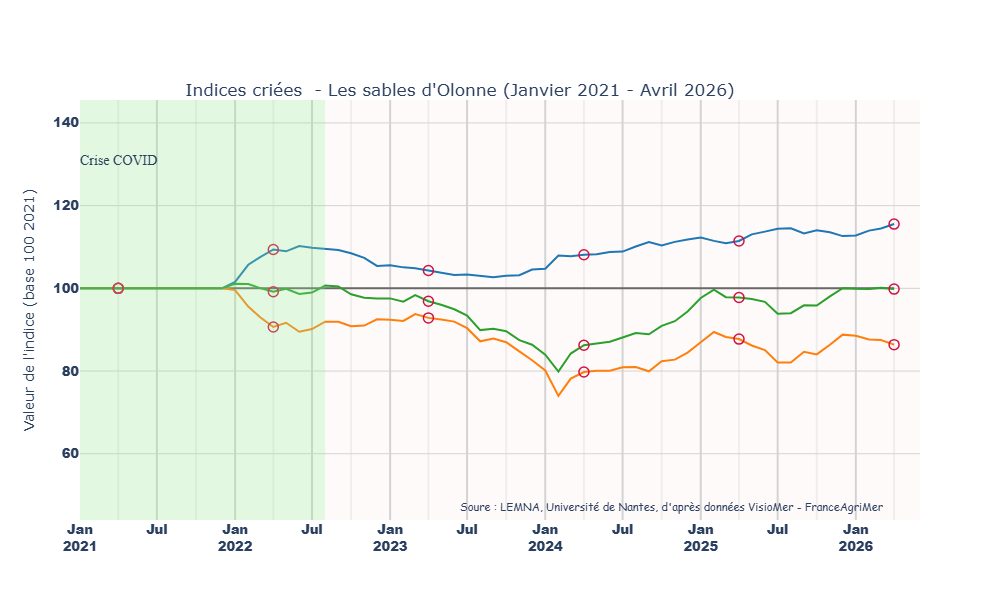 Indices criées  - Les sables d'Olonne (Janvier 2021 - Avril 2026)
Valeur de l'indice (base 100 2021)
140
Crise COVID
120
100
80
60
Soure : LEMNA, Université de Nantes, d'après données VisioMer - FranceAgriMer
Jan Jul Jan Jul Jan Jul Jan Jul Jan Jul Jan
2021 2022 2023 2024 2025 2026